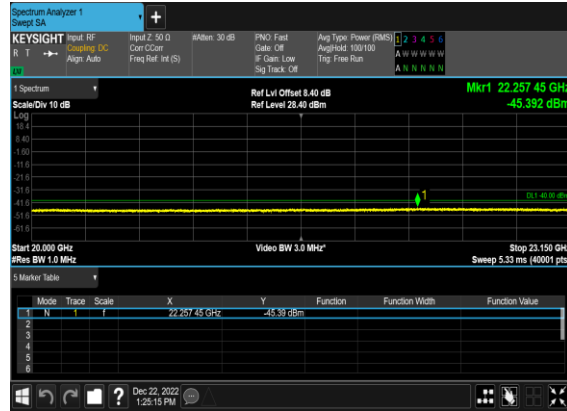 Spectrum Analyzer 1
Swept SA
+
KEYSIGHT Input: RF Input Z: 50 Ω #Atten: 30 dB PNO: Fast Avg Type: Power (RMS) 1 2 3 4 5 6
R T Coupling: DC Corr CCorr Gate: Off Avg|Hold: 100/100 A W W W W W
Align: Auto Freq Ref: Int (S) IF Gain: Low Trig: Free Run
Sig Track: Off A N N N N N
1 Spectrum Ref Lvl Offset 8.40 dB Mkr1 22.257 45 GHz
Scale/Div 10 dB Ref Level 28.40 dBm -45.392 dBm
Log
18.4
8.40
-1.60
-11.6
-21.6
-31.6
1
-41.6
-51.6
-61.6
Start 20.000 GHz Video BW 3.0 MHz* Stop 23.150 GHz
#Res BW 1.0 MHz Sweep 5.33 ms (40001 pts)
5 Marker Table
Mode Trace Scale X Y Function Function Width Function Value
1 N 1 f 22.257 45 GHz -45.39 dBm
2
3
4
5
6
? Dec 22, 2022
1:25:15 PM